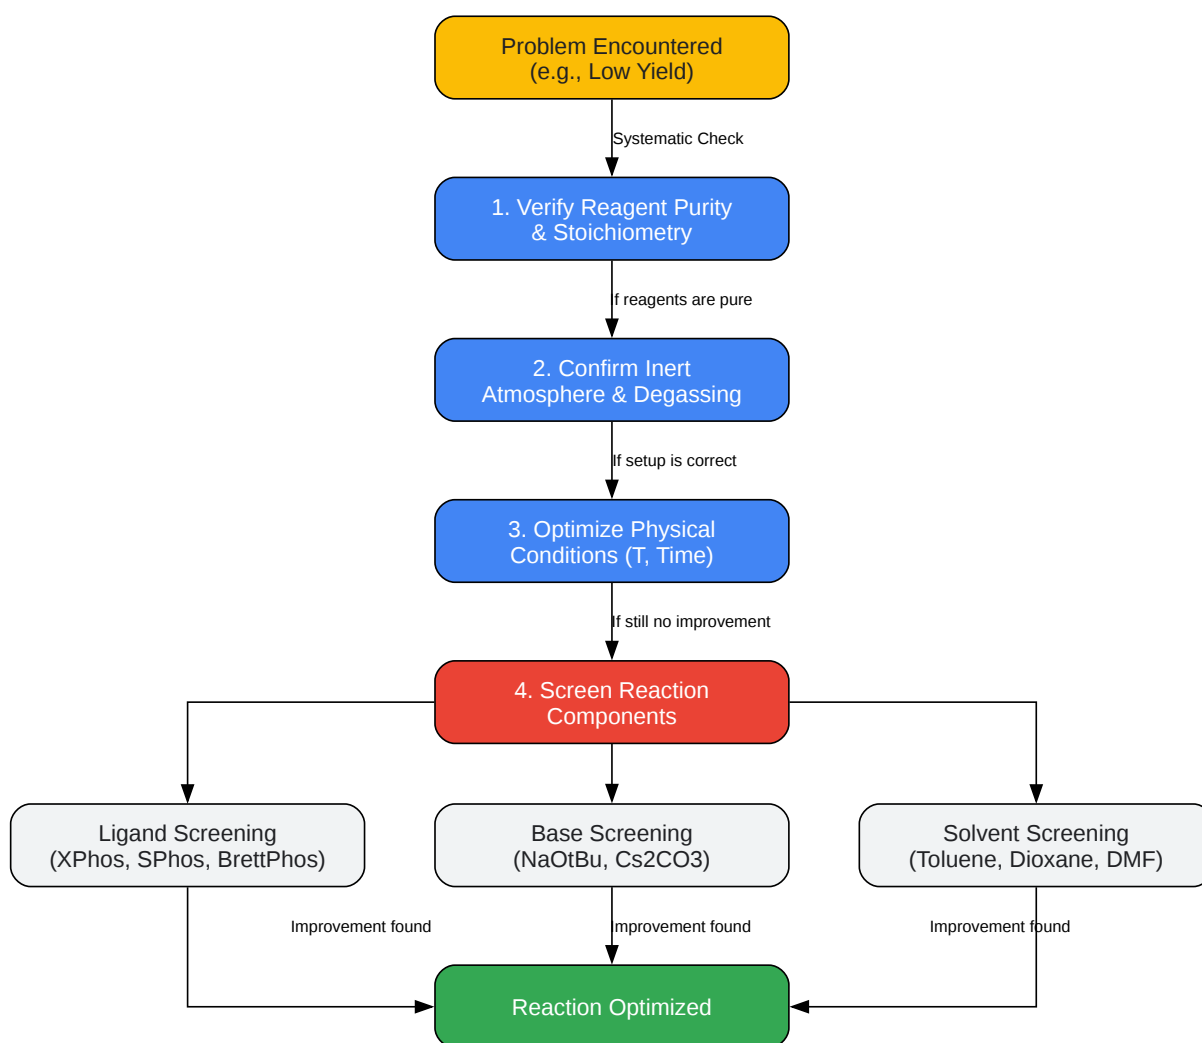 Problem Encountered
(e.g., Low Yield)
Systematic Check
1. Verify Reagent Purity
& Stoichiometry
If reagents are pure
2. Confirm Inert
Atmosphere & Degassing
If setup is correct
3. Optimize Physical
Conditions (T, Time)
If still no improvement
4. Screen Reaction
Components
Ligand Screening
(XPhos, SPhos, BrettPhos)
Base Screening
(NaOtBu, Cs2CO3)
Solvent Screening
(Toluene, Dioxane, DMF)
Improvement found
Improvement found
Improvement found
Reaction Optimized